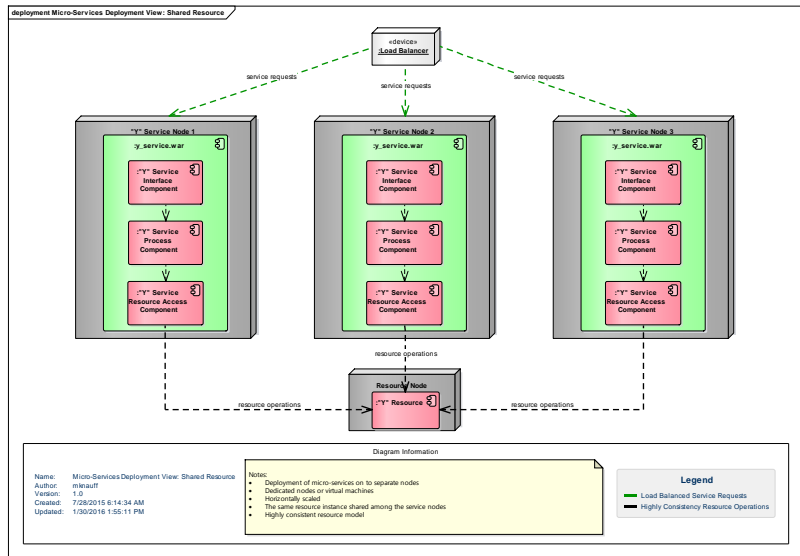 deployment Micro-Services Deployment View: Shared Resource
«device»
:Load Balancer
service requests
service requests
service requests
"Y" Service Node 1
:y_service.war
:"Y" Service
Interface
Component
:"Y" Service
Process
Component
:"Y" Service
Resource Access
Component
"Y" Service Node 2
:y_service.war
:"Y" Service
Interface
Component
:"Y" Service
Process
Component
:"Y" Service
Resource Access
Component
"Y" Service Node 3
:y_service.war
:"Y" Service
Interface
Component
:"Y" Service
Process
Component
:"Y" Service
Resource Access
Component
resource operations
resource operations
resource operations
Resource Node
:"Y" Resource
Diagram Information
Name: Micro-Services Deployment View: Shared Resource
Author: mknauff
Version: 1.0
Created: 7/28/2015 6:14:34 AM
Updated: 1/30/2016 1:55:11 PM
Notes:
• Deployment of micro-services on to separate nodes
• Dedicated nodes or virtual machines
• Horizontally scaled
• The same resource instance shared among the service nodes
• Highly consistent resource model
Legend
Load Balanced Service Requests
Highly Consistency Resource Operations